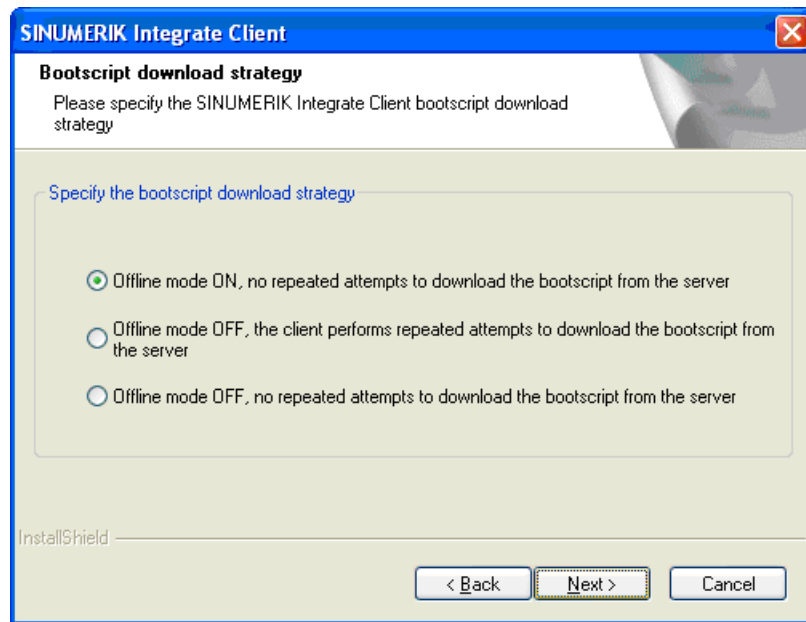 SINUMERIK Integrate Client
Bootscript download strategy
Please specify the SINUMERIK Integrate Client bootscript download
strategy
Specify the bootscript download strategy
Offline mode ON, no repeated attempts to download the bootscript from the server
Offline mode OFF, the client performs repeated attempts to download the bootscript from
the server
Offline mode OFF, no repeated attempts to download the bootscript from the server
InstallShield
< Back
Next >
Cancel